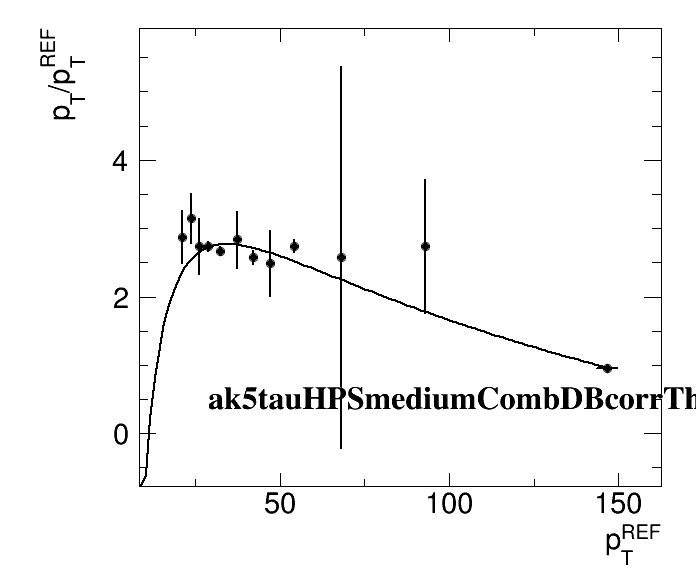 p_T/p_T^REF
4
2
0
ak5tauHPSmediumCombDBcorrTh
50 100 150
p_T^REF